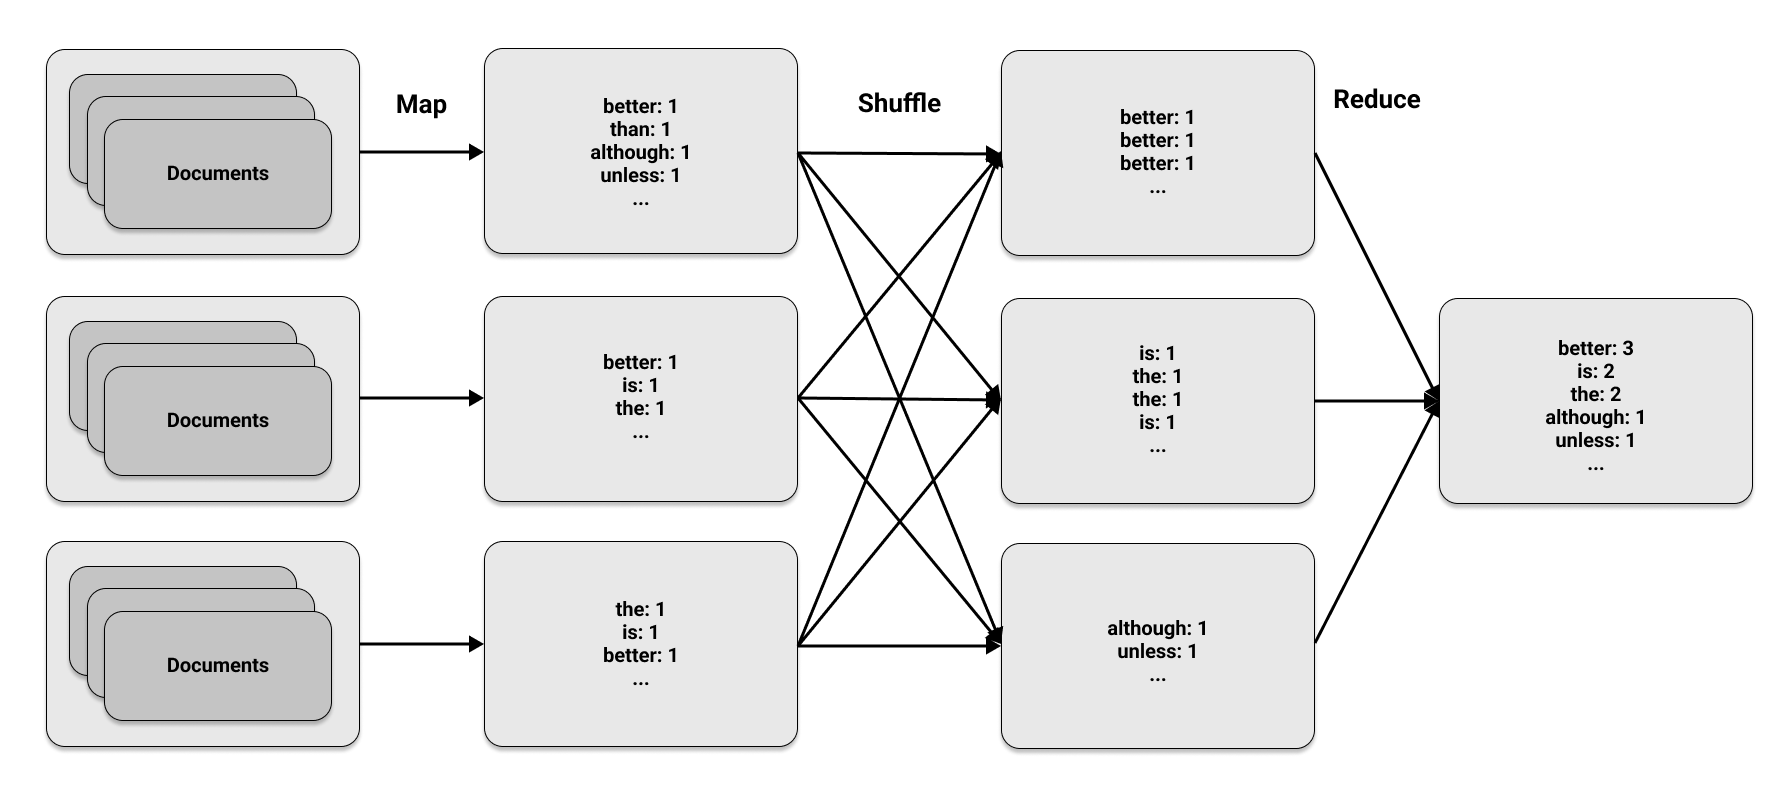 Map
Shuffle
Reduce
Documents
better: 1
than: 1
although: 1
unless: 1
...
better: 1
better: 1
better: 1
...
Documents
better: 1
is: 1
the: 1
...
is: 1
the: 1
the: 1
is: 1
...
better: 3
is: 2
the: 2
although: 1
unless: 1
...
Documents
the: 1
is: 1
better: 1
...
although: 1
unless: 1
...